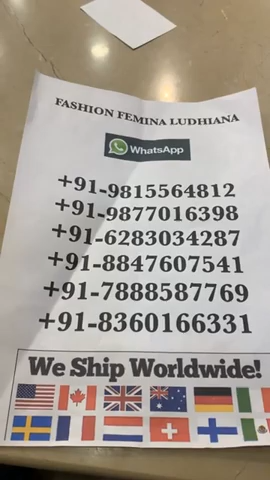 FASHION FEMINA LUDHIANA
WhatsApp
+91-9815564812
+91-9877016398
+91-6283034287
+91-8847607541
+91-7888587769
+91-8360166331
We Ship Worldwide!